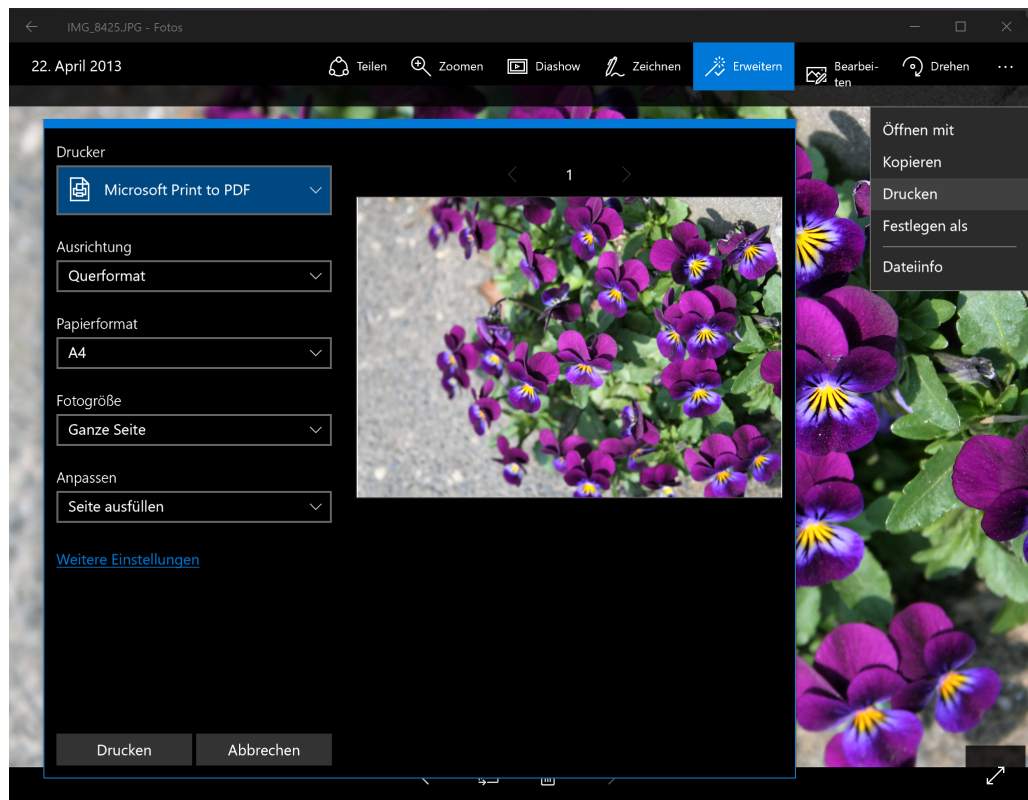 IMG_8425.JPG - Fotos
22. April 2013
Teilen
Zoomen
Diashow
Zeichnen
Erweitern
Bearbei-
ten
Drehen
Öffnen mit
Kopieren
Drucken
Festlegen als
Dateiinfo
Drucker
Microsoft Print to PDF
1
Ausrichtung
Querformat
Papierformat
A4
Fotogröße
Ganze Seite
Anpassen
Seite ausfüllen
Weitere Einstellungen
Drucken
Abbrechen